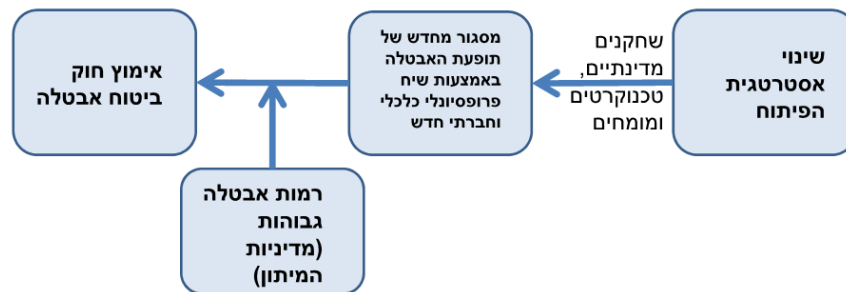 שינוי
אסטרטגית
הפיתוח
שחקנים
מדינתיים,
טכנוקרטים
ומומחים
מסגור מחדש של
תופעת האבטלה
באמצעות שיח
פרופסיונלי כלכלי
וחברתי חדש
אימוץ חוק
ביטוח אבטלה
רמות אבטלה
גבוהות
(מדיניות
המיתון)